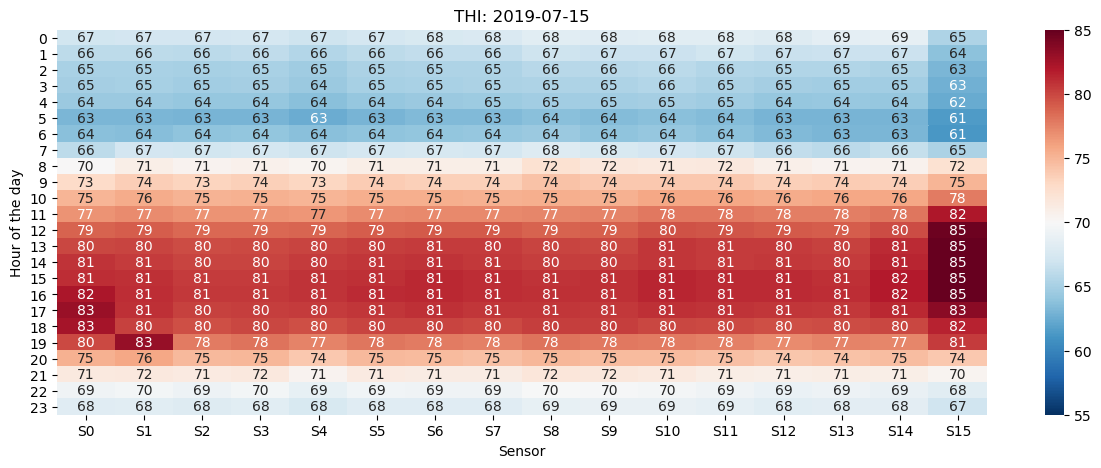 THI: 2019-07-15
Hour of the day
0 67 67 67 67 67 67 68 68 68 68 68 68 68 69 69 65
1 66 66 66 66 66 66 66 66 67 67 67 67 67 67 67 64
2 65 65 65 65 65 65 65 65 66 66 66 66 65 65 65 63
3 65 65 65 65 64 65 65 65 65 65 66 65 65 65 65 63
4 64 64 64 64 64 64 64 65 65 65 65 65 64 64 64 62
5 63 63 63 63 63 63 63 63 64 64 64 64 63 63 63 61
6 64 64 64 64 64 64 64 64 64 64 64 64 63 63 63 61
7 66 67 67 67 67 67 67 67 68 68 67 67 66 66 66 65
8 70 71 71 71 70 71 71 71 72 72 71 72 71 71 71 72
9 73 74 73 74 73 74 74 74 74 74 74 74 74 74 74 75
10 75 76 75 75 75 75 75 75 75 75 76 76 76 76 76 78
11 77 77 77 77 77 77 77 77 77 77 78 78 78 78 78 82
12 79 79 79 79 79 79 79 79 79 79 80 79 79 79 80 85
13 80 80 80 80 80 80 81 80 80 80 81 81 80 80 81 85
14 81 81 80 80 81 81 81 80 80 81 81 81 81 80 81 85
15 81 81 81 81 81 81 81 81 81 81 81 81 81 81 82 85
16 82 81 81 81 81 81 81 81 81 81 81 81 81 81 82 85
17 83 81 80 80 80 81 81 81 81 81 81 81 81 81 81 83
18 83 80 80 80 80 80 80 80 80 80 80 80 80 80 80 82
19 80 83 78 78 77 78 78 78 78 78 78 78 77 77 77 81
20 75 76 75 75 74 75 75 75 75 75 75 75 74 74 75 74
21 71 72 71 72 71 71 71 71 72 72 71 71 71 71 71 70
22 69 70 69 70 69 69 69 69 70 70 70 69 69 69 69 68
23 68 68 68 68 68 68 68 68 69 69 69 69 68 68 68 67
S0 S1 S2 S3 S4 S5 S6 S7 S8 S9 S10 S11 S12 S13 S14 S15
Sensor
85
80
75
70
65
60
55